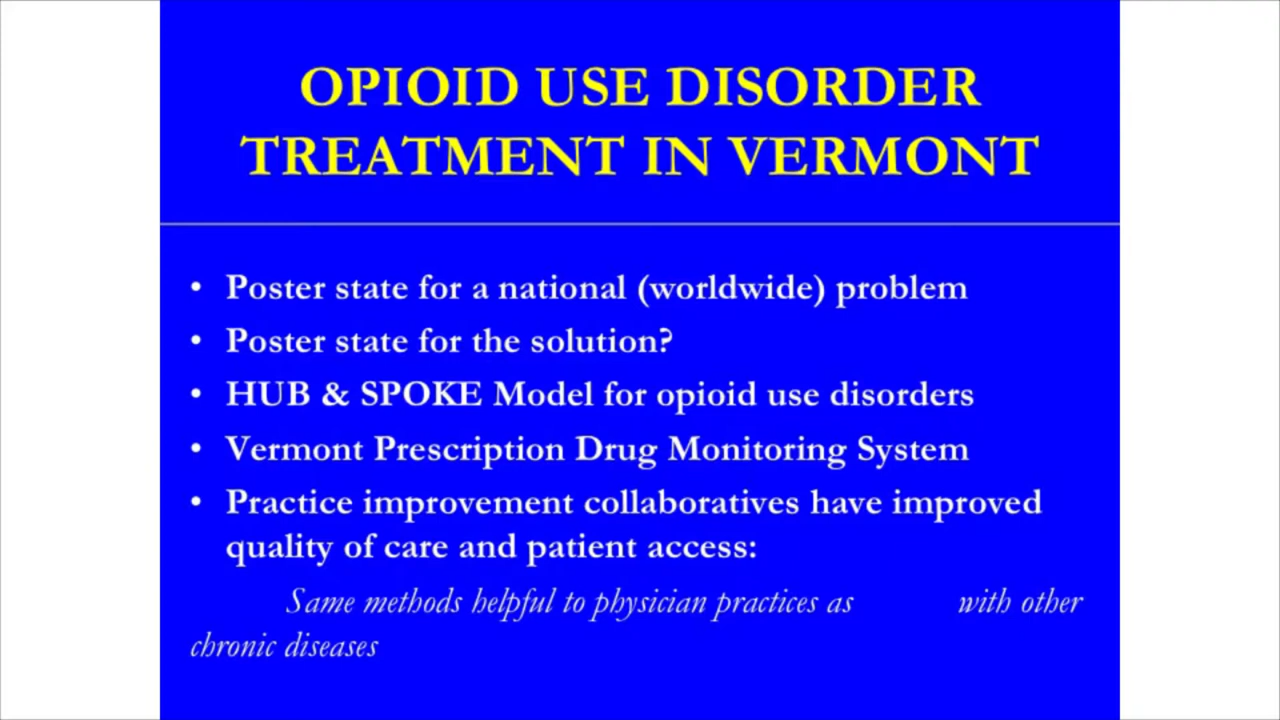 OPIOID USE DISORDER
TREATMENT IN VERMONT
• Poster state for a national (worldwide) problem
• Poster state for the solution?
• HUB & SPOKE Model for opioid use disorders
• Vermont Prescription Drug Monitoring System
• Practice improvement collaboratives have improved
quality of care and patient access:
Same methods helpful to physician practices as with other
chronic diseases